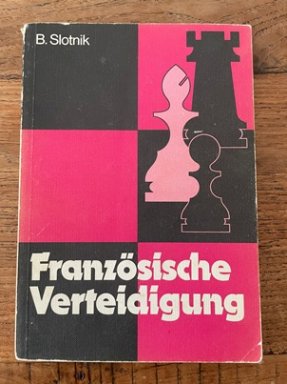 B. Slotnik
Französische
Verteidigung